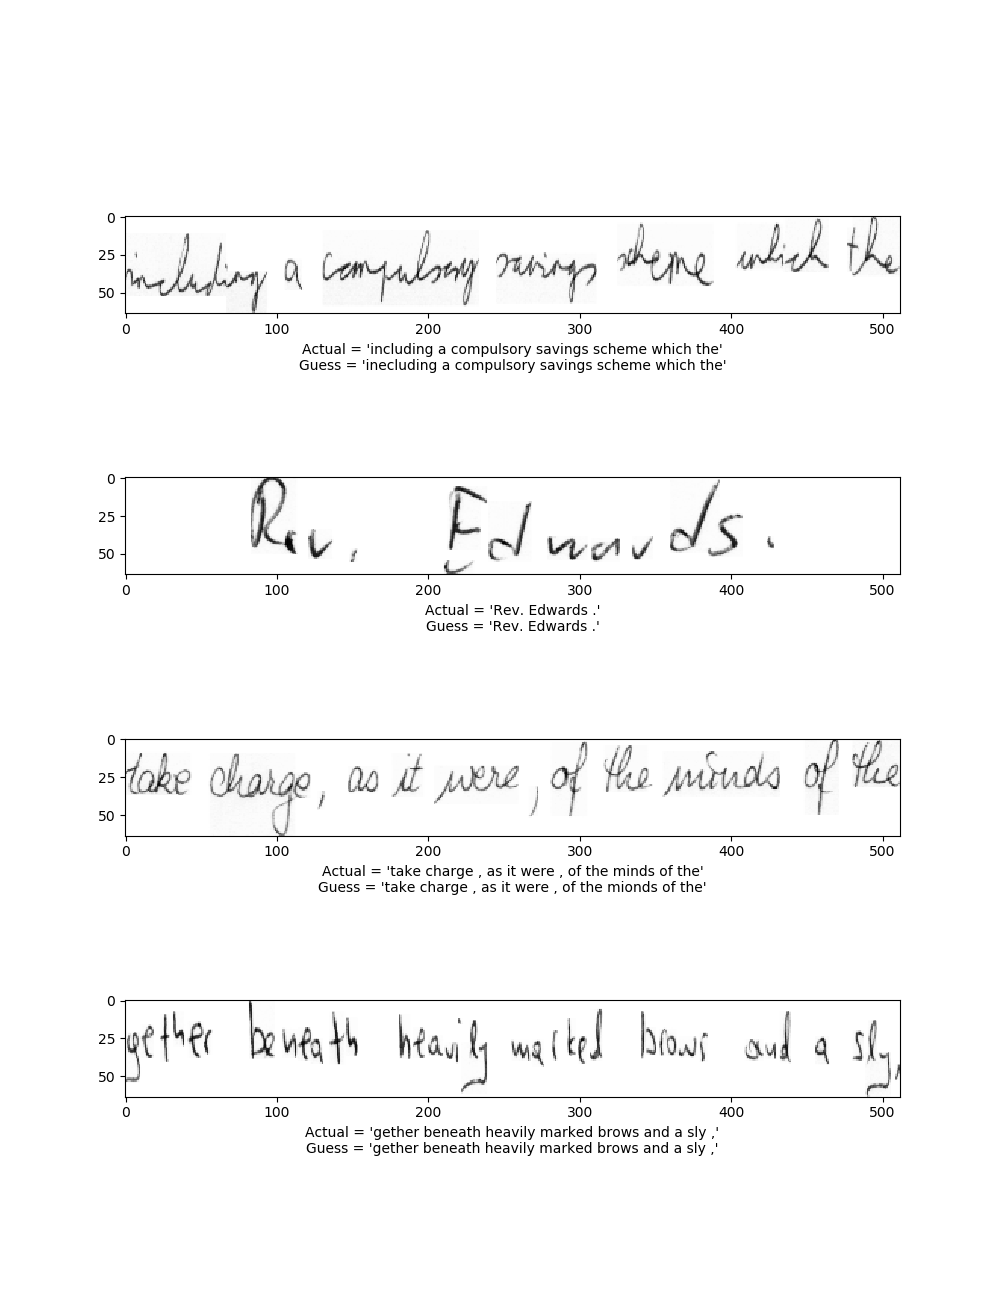 0
25
50
including a compulsory savings scheme which the
0 100 200 300 400 500
Actual = 'including a compulsory savings scheme which the'
Guess = 'inecluding a compulsory savings scheme which the'
0
25
50
Rev. Edwards.
0 100 200 300 400 500
Actual = 'Rev. Edwards .'
Guess = 'Rev. Edwards .'
0
25
50
take charge, as it were, of the minds of the
0 100 200 300 400 500
Actual = 'take charge , as it were , of the minds of the'
Guess = 'take charge , as it were , of the mionds of the'
0
25
50
gether beneath heavily marked brows and a sly,
0 100 200 300 400 500
Actual = 'gether beneath heavily marked brows and a sly ,'
Guess = 'gether beneath heavily marked brows and a sly ,'